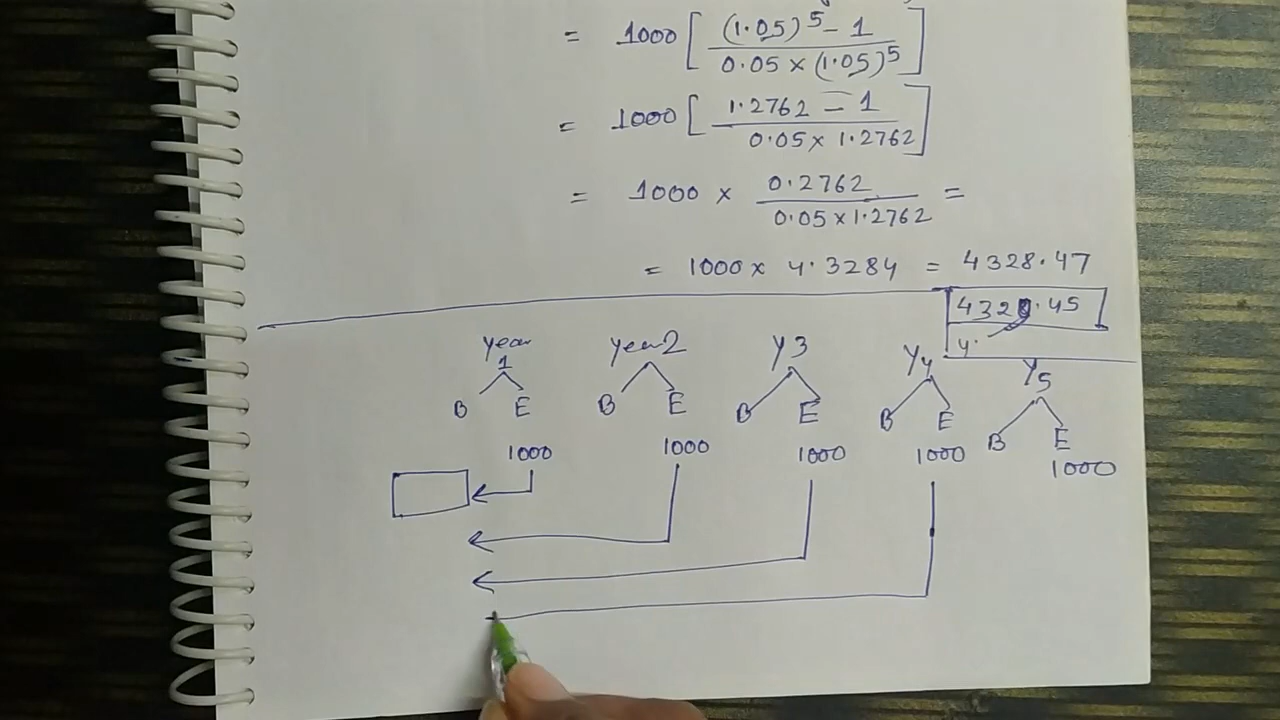 = 1000 [ (1.05)^5 - 1 / 0.05 × (1.05)^5 ]
= 1000 [ 1.2762 - 1 / 0.05 × 1.2762 ]
= 1000 × 0.2762 / 0.05 × 1.2762 =
= 1000 × 4.3284 = 4328.47
4328.45
4.
year 1 year 2 Y3 Y4 Y5
B E B E B E B E B E
1000 1000 1000 1000 1000